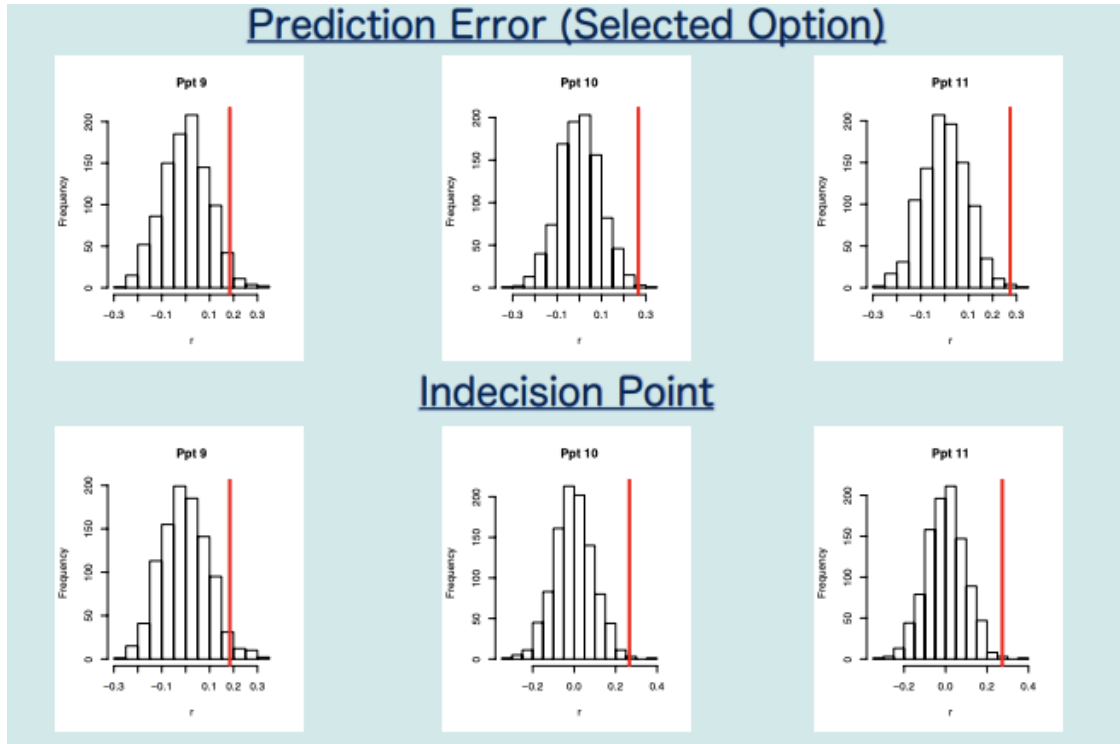 Prediction Error (Selected Option)
Ppt 9
Frequency
0 50 100 150 200
-0.3 -0.1 0.1 0.2 0.3
r
Ppt 10
Frequency
0 50 100 150 200
-0.3 -0.1 0.1 0.3
r
Ppt 11
Frequency
0 50 100 150 200
-0.3 -0.1 0.1 0.2 0.3
r
Indecision Point
Ppt 9
Frequency
0 50 100 150 200
-0.3 -0.1 0.1 0.2 0.3
r
Ppt 10
Frequency
0 50 100 150 200
-0.2 0.0 0.2 0.4
r
Ppt 11
Frequency
0 50 100 150 200
-0.2 0.0 0.2 0.4
r